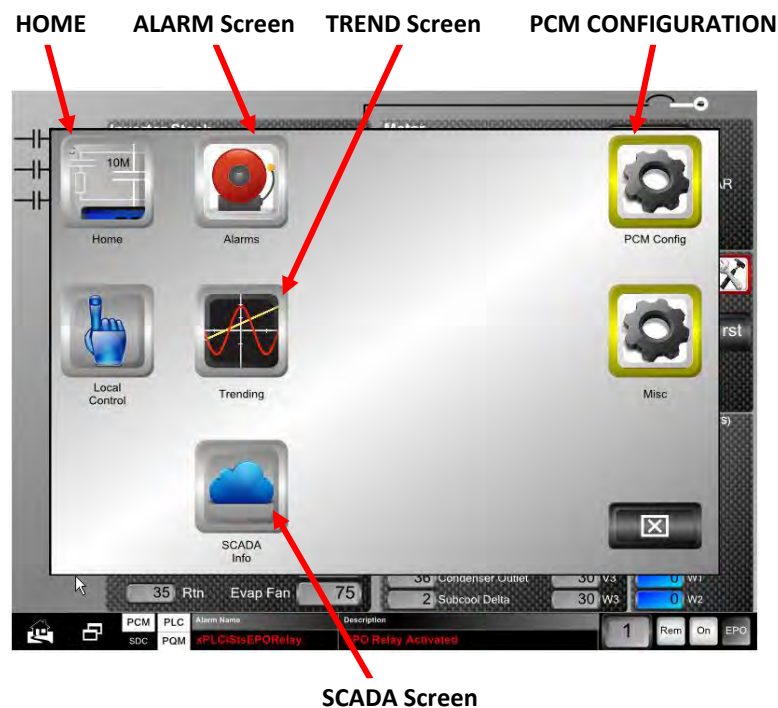 HOME ALARM Screen TREND Screen PCM CONFIGURATION
10M
Home Alarms PCM Config
rst
Local
Control
Trending Misc
SCADA
Info
Condenser Outlet 30 V3 0 W1
35 Rtn Evap Fan 75 2 Subcool Delta 30 W3 0 W2
PCM PLC Alarm Name Description
SDC PQM xPLCiStsEPORelay EPO Relay Activated 1 Rem On EPO
SCADA Screen